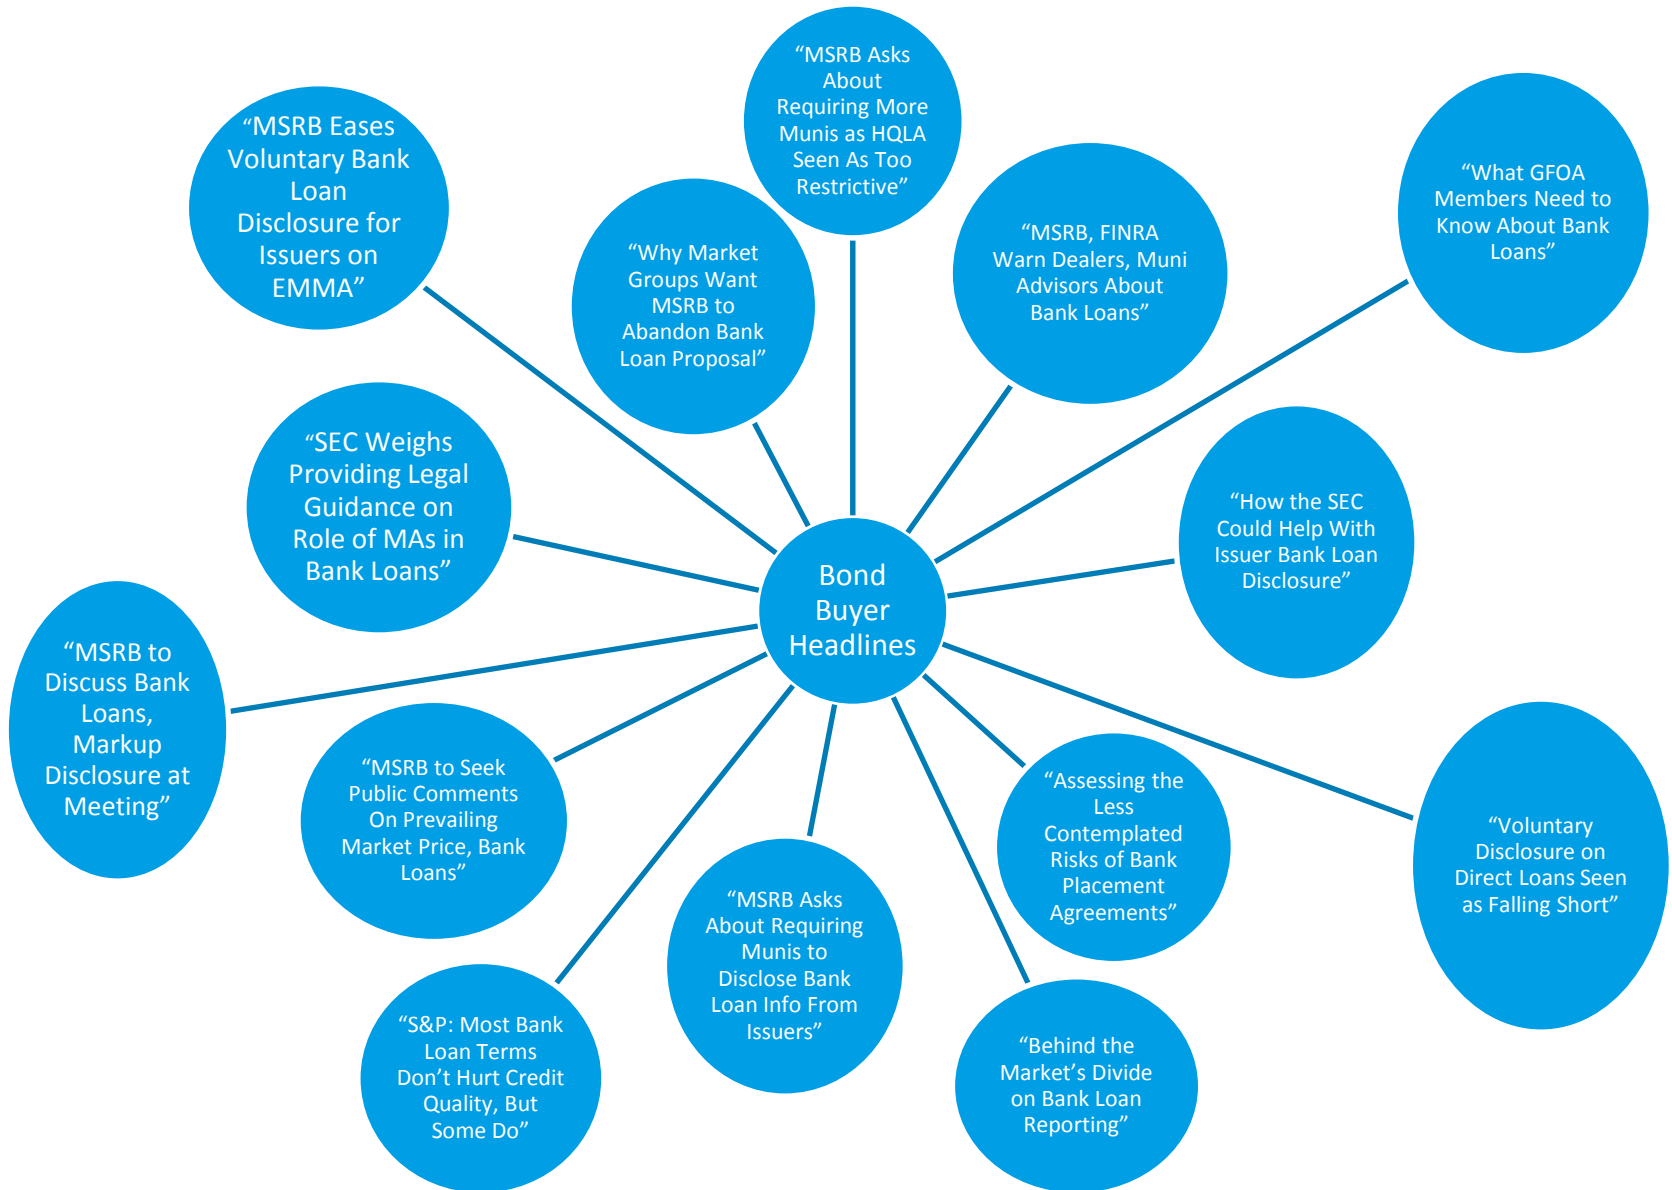 “MSRB Asks
About
Requiring More
Munis as HQLA
Seen As Too
Restrictive”
“MSRB Eases
Voluntary Bank
Loan
Disclosure for
Issuers on
EMMA”
“What GFOA
Members Need to
Know About Bank
Loans”
“Why Market
Groups Want
MSRB to
Abandon Bank
Loan Proposal”
“MSRB, FINRA
Warn Dealers, Muni
Advisors About
Bank Loans”
“SEC Weighs
Providing Legal
Guidance on
Role of MAs in
Bank Loans”
“How the SEC
Could Help With
Issuer Bank Loan
Disclosure”
Bond
Buyer
Headlines
“MSRB to
Discuss Bank
Loans,
Markup
Disclosure at
Meeting”
“MSRB to Seek
Public Comments
On Prevailing
Market Price, Bank
Loans”
“Assessing the
Less
Contemplated
Risks of Bank
Placement
Agreements”
“Voluntary
Disclosure on
Direct Loans Seen
as Falling Short”
“MSRB Asks
About Requiring
Munis to
Disclose Bank
Loan Info From
Issuers”
“S&P: Most Bank
Loan Terms
Don’t Hurt Credit
Quality, But
Some Do”
“Behind the
Market’s Divide
on Bank Loan
Reporting”